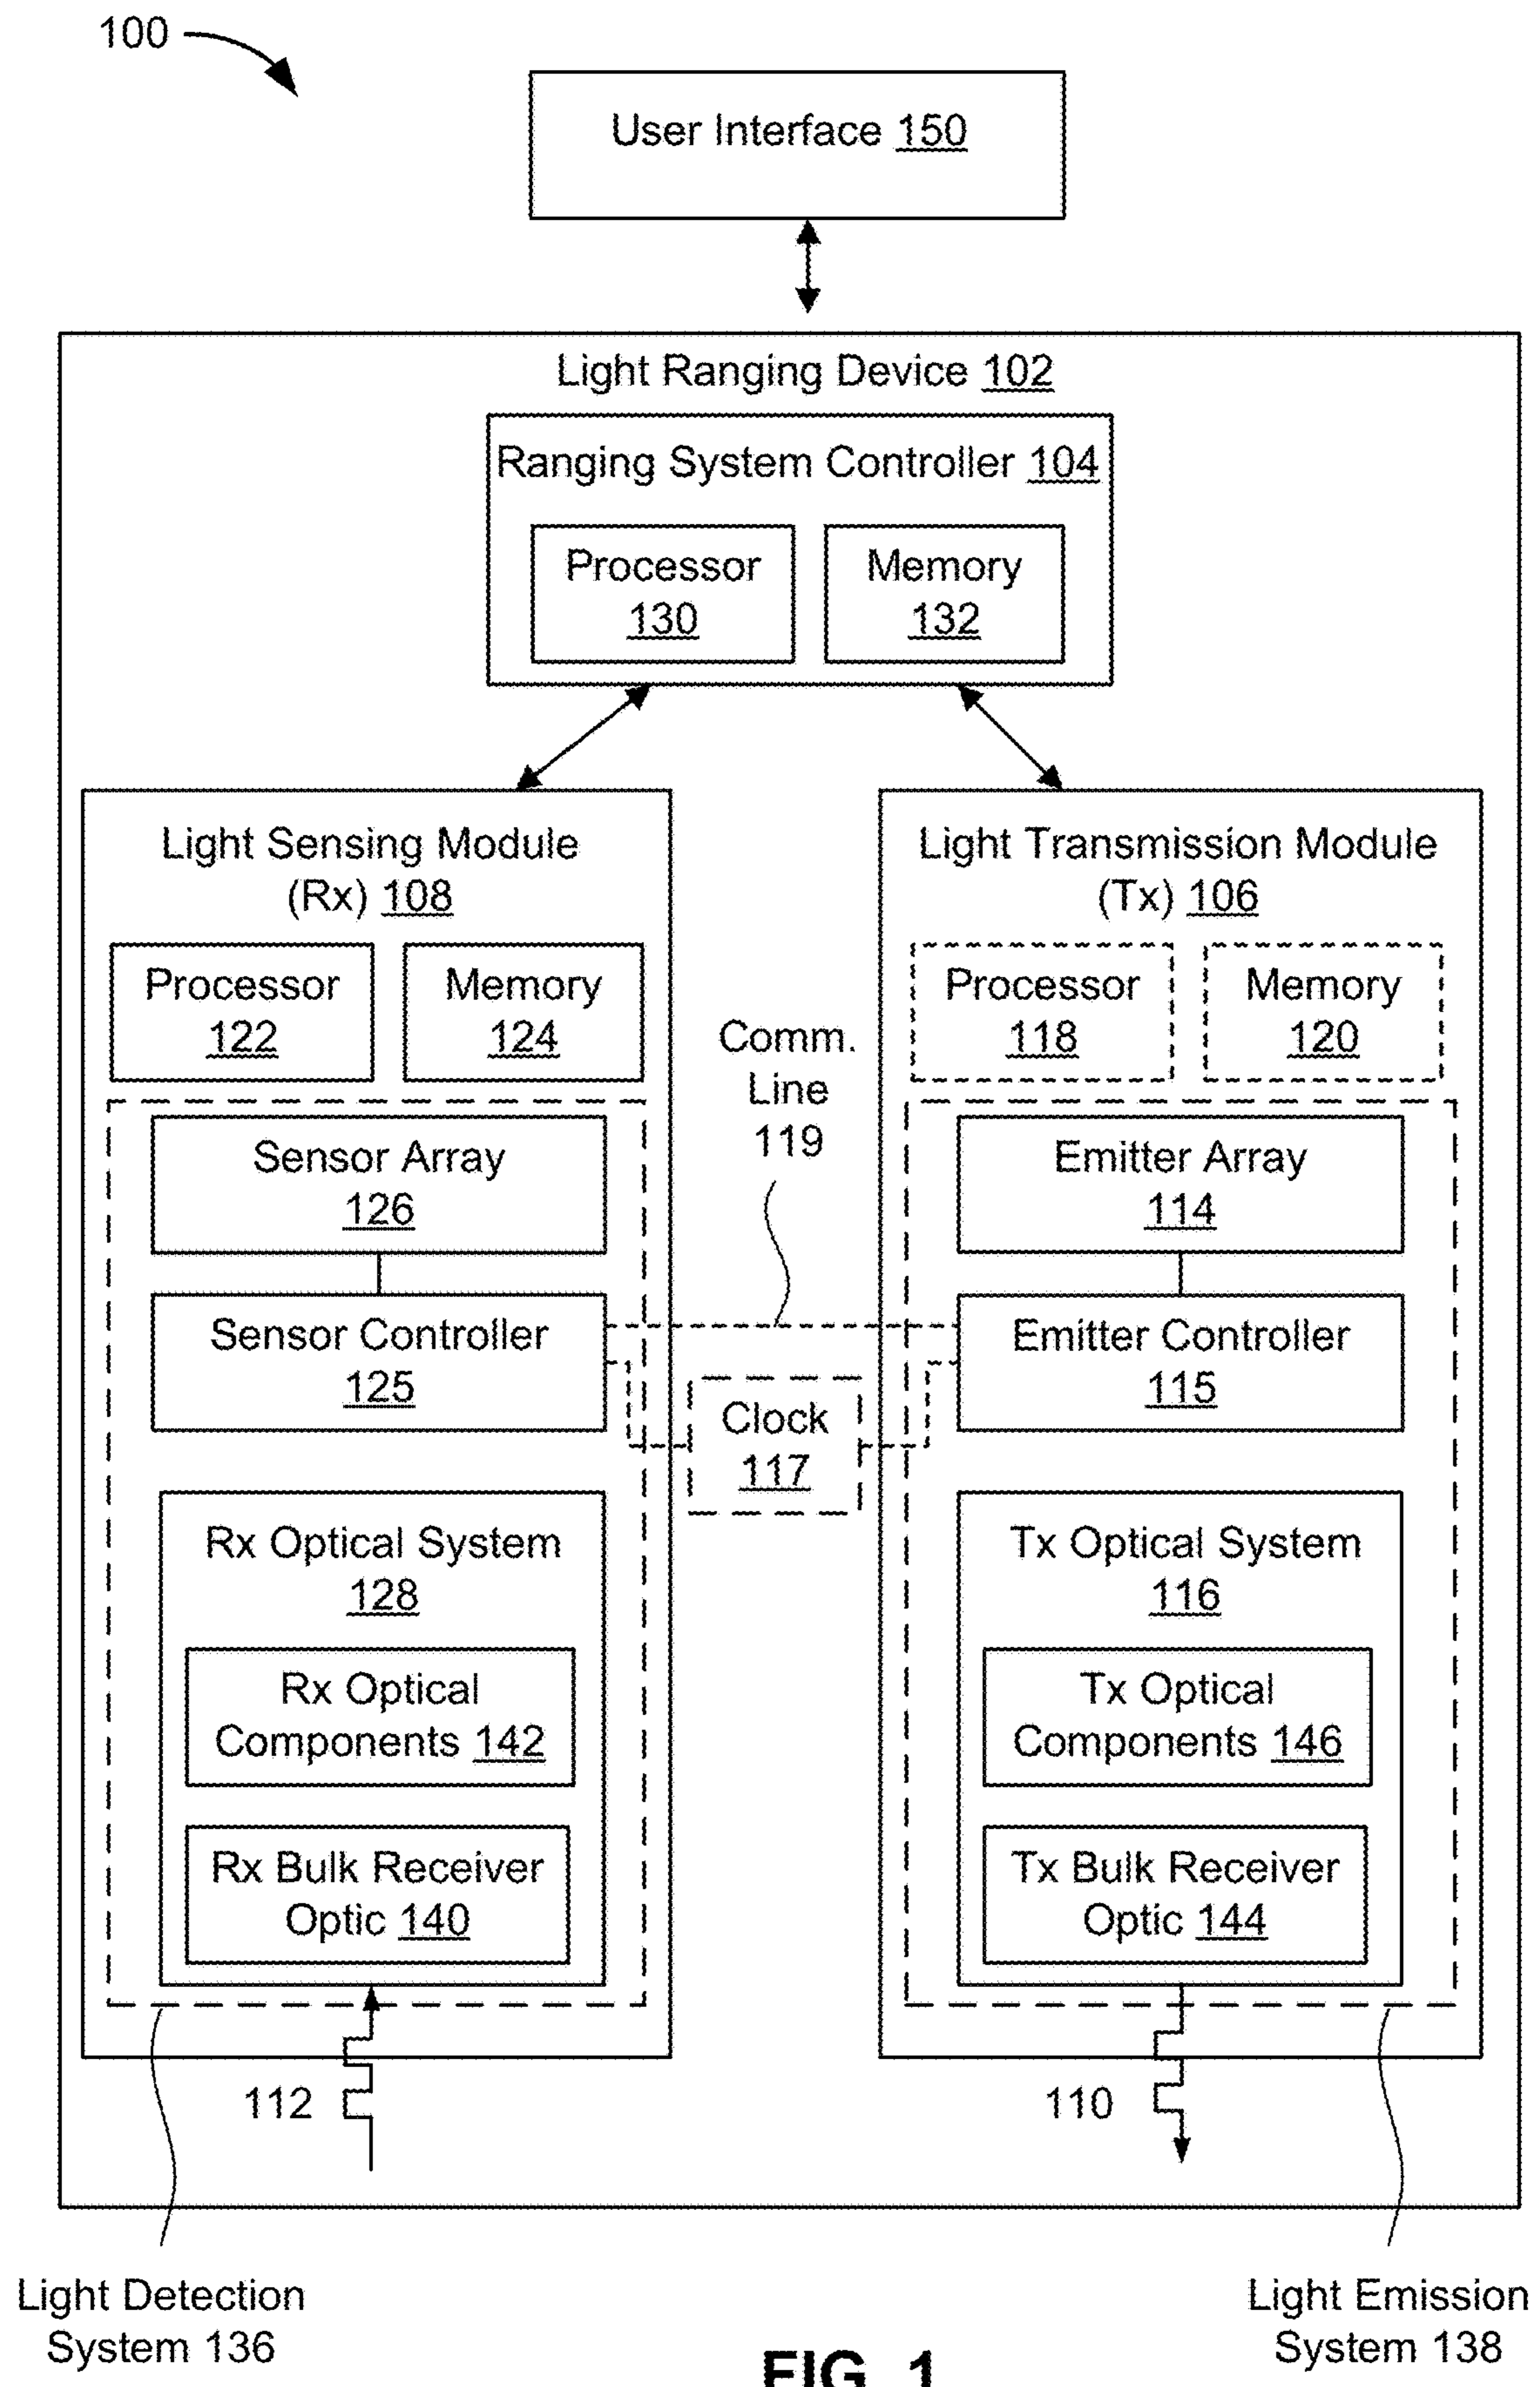 100
User Interface 150
Light Ranging Device 102
Ranging System Controller 104
Processor
130
Memory
132
Light Sensing Module
(Rx) 108
Processor
122
Memory
124
Sensor Array
126
Sensor Controller
125
Rx Optical System
128
Rx Optical
Components 142
Rx Bulk Receiver
Optic 140
112
Comm.
Line
119
Clock
117
Light Transmission Module
(Tx) 106
Processor
118
Memory
120
Emitter Array
114
Emitter Controller
115
Tx Optical System
116
Tx Optical
Components 146
Tx Bulk Receiver
Optic 144
110
Light Detection
System 136
Light Emission
System 138
FIG. 1